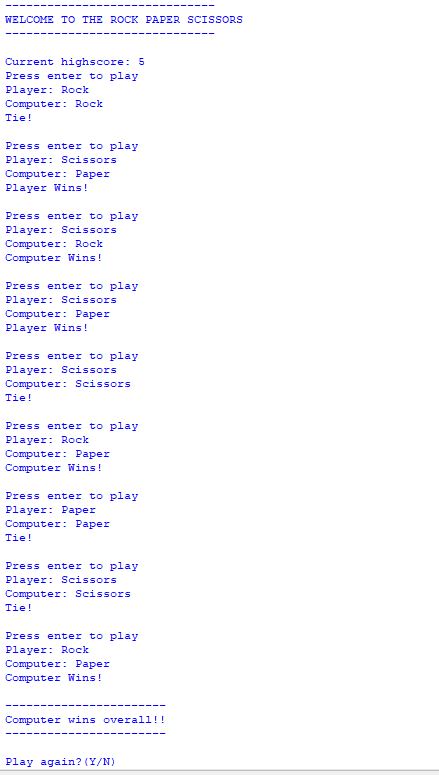 ------------------------------
WELCOME TO THE ROCK PAPER SCISSORS
------------------------------
Current highscore: 5
Press enter to play
Player: Rock
Computer: Rock
Tie!
Press enter to play
Player: Scissors
Computer: Paper
Player Wins!
Press enter to play
Player: Scissors
Computer: Rock
Computer Wins!
Press enter to play
Player: Scissors
Computer: Paper
Player Wins!
Press enter to play
Player: Scissors
Computer: Scissors
Tie!
Press enter to play
Player: Rock
Computer: Paper
Computer Wins!
Press enter to play
Player: Paper
Computer: Paper
Tie!
Press enter to play
Player: Scissors
Computer: Scissors
Tie!
Press enter to play
Player: Rock
Computer: Paper
Computer Wins!
-----------------------
Computer wins overall!!
-----------------------
Play again?(Y/N)